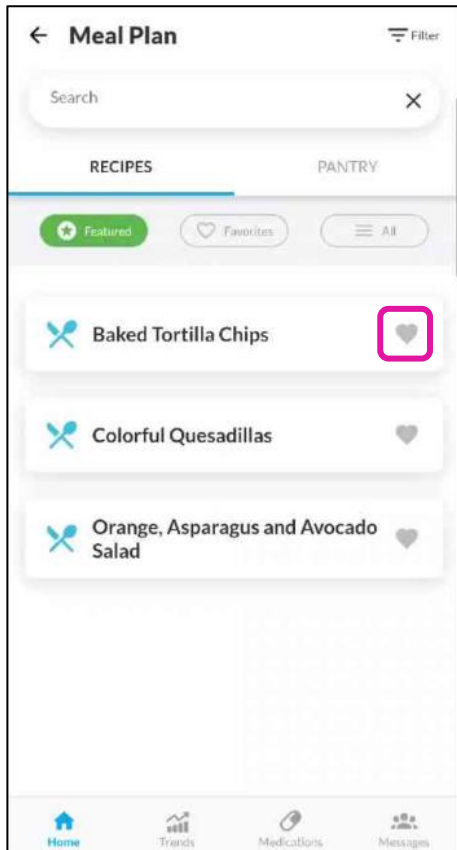 Meal Plan
Filter
Search
RECIPES
PANTRY
Featured
Favorites
All
Baked Tortilla Chips
Colorful Quesadillas
Orange, Asparagus and Avocado
Salad
Home
Trends
Medications
Messages